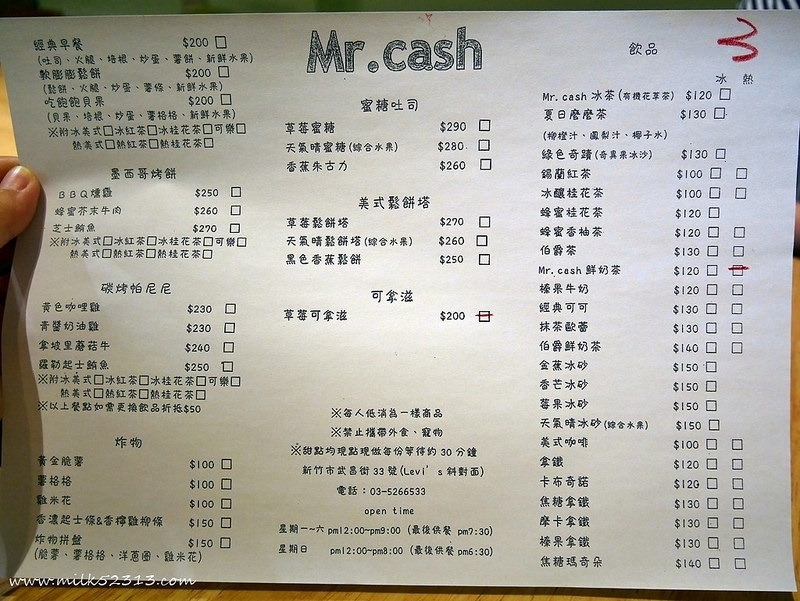 Mr.cash
3
經典早餐 $200
(吐司、火腿、培根、炒蛋、薯餅、新鮮水果)
軟膨膨鬆餅 $200
(鬆餅、火腿、炒蛋、薯條、新鮮水果)
吃飽飽貝果 $200
(貝果、培根、炒蛋、薯格格、新鮮水果)
※附冰美式□冰紅茶□冰桂花茶□可樂□
熱美式□熱紅茶□熱桂花茶□
墨西哥烤餅
BBQ燻雞 $250
蜂蜜芥末牛肉 $260
芝士鮪魚 $270
※附冰美式□冰紅茶□冰桂花茶□可樂□
熱美式□熱紅茶□熱桂花茶□
碳烤帕尼尼
黃色咖哩雞 $230
青醬奶油雞 $230
拿坡里蘑菇牛 $240
羅勒起士鮪魚 $250
※附冰美式□冰紅茶□冰桂花茶□可樂□
熱美式□熱紅茶□熱桂花茶□
※以上餐點如需更換飲品折抵$50
炸物
黃金脆薯 $100
薯格格 $100
雞米花 $100
香濃起士條&香檸雞柳條 $150
炸物拼盤 $150
(脆薯、薯格格、洋蔥圈、雞米花)
蜜糖吐司
草莓蜜糖 $290
天氣晴蜜糖(綜合水果) $280
香蕉朱古力 $260
美式鬆餅塔
草莓鬆餅塔 $270
天氣晴鬆餅塔(綜合水果) $260
黑色香蕉鬆餅 $250
可拿滋
草莓可拿滋 $200
※每人低消為一樣商品
※禁止攜帶外食、寵物
※甜點均現點現做每份等待約 30 分鐘
新竹市武昌街 33 號(Levi's 斜對面)
電話：03-5266533
open time
星期一~六 pm12:00~pm9:00 (最後供餐 pm7:30)
星期日 pm12:00~pm8:00 (最後供餐 pm6:30)
飲品
冰 熱
Mr.cash 冰茶(有機花草茶) $120
夏日麼麼茶 $130
(柳橙汁、鳳梨汁、椰子水)
綠色奇蹟(奇異果冰沙) $130
錫蘭紅茶 $100
冰釀桂花茶 $100
蜂蜜桂花茶 $120
蜂蜜香柚茶 $120
伯爵茶 $130
Mr.cash 鮮奶茶 $120
榛果牛奶 $120
經典可可 $130
抹茶歐蕾 $130
伯爵鮮奶茶 $140
金蕉冰砂 $150
香芒冰砂 $150
莓果冰砂 $150
天氣晴冰砂(綜合水果) $150
美式咖啡 $100
拿鐵 $120
卡布奇諾 $120
焦糖拿鐵 $130
摩卡拿鐵 $130
榛果拿鐵 $130
焦糖瑪奇朵 $140
www.milk52313.com